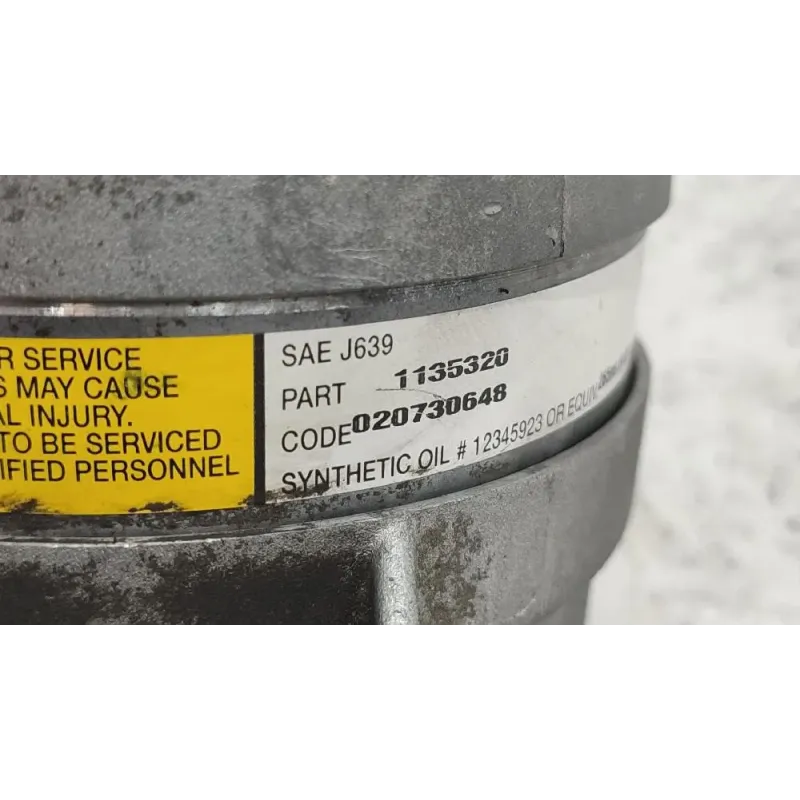 R SERVICE
S MAY CAUSE
AL INJURY.
TO BE SERVICED
IFIED PERSONNEL
SAE J639
PART 1135320
CODE 020730648
SYNTHETIC OIL # 12345923 OR EQUIV.